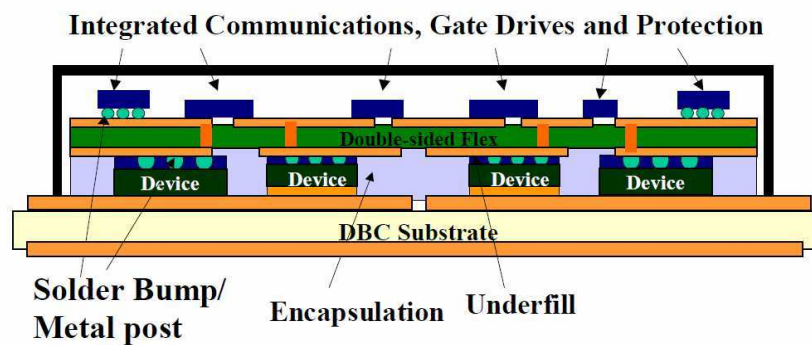 Integrated Communications, Gate Drives and Protection
Double-sided Flex
Device Device Device Device
DBC Substrate
Solder Bump/
Metal post
Encapsulation
Underfill